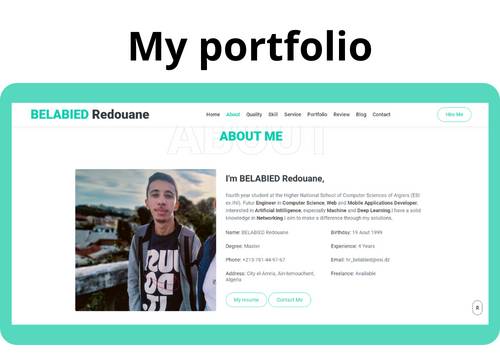 My portfolio
BELABIED Redouane
Home About Quality Skill Service Portfolio Review Blog Contact
Hire Me
ABOUT
ABOUT ME
I'm BELABIED Redouane,
fourth year student at the Higher National School of Computer Sciences of Algiers (ESI
ex.INI). Futur Engineer in Computer Science, Web and Mobile Applications Developer,
Interested in Artificial Intilligence, especially Machine and Deep Learning.I have a solid
knowledge in Networking I aim to make a difference through my solutions.
Name: BELABIED Redouane
Birthday: 19 Aout 1999
Degree: Master
Experience: 4 Years
Phone: +213-781-44-97-67
Email: hr_belabied@esi.dz
Address: City el-Amria, Ain-temouchent,
Algeria
Freelance: Available
My resume
Contact Me